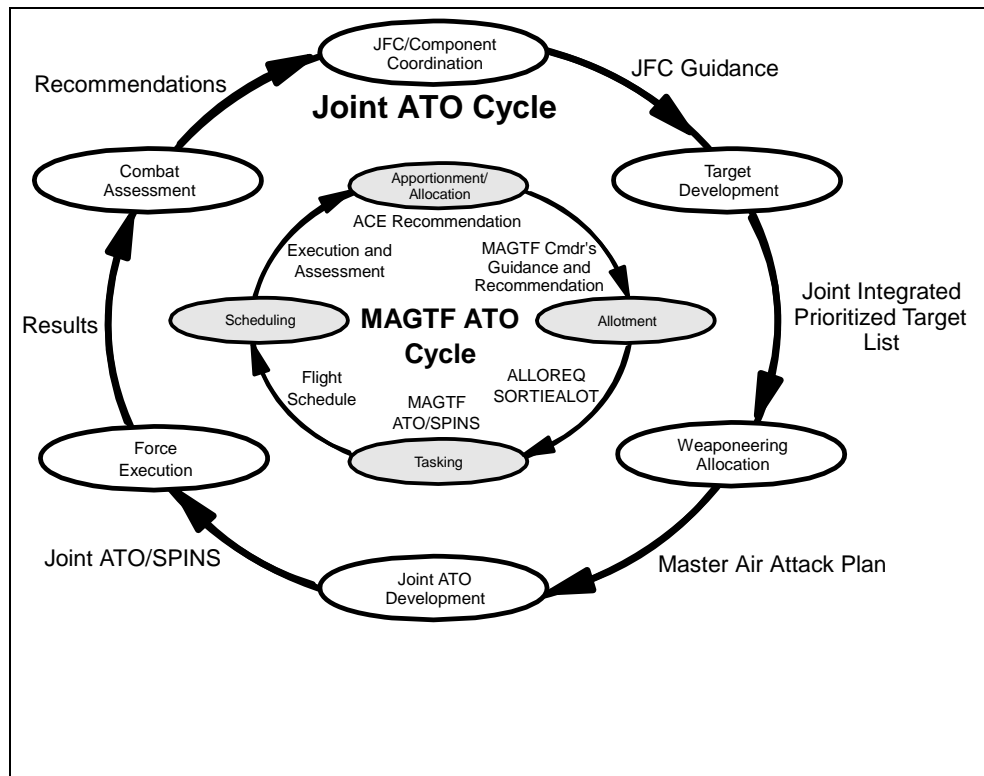 JFC/Component
Coordination
JFC Guidance
Recommendations
Joint ATO Cycle
Combat
Assessment
Target
Development
Apportionment/
Allocation
ACE Recommendation
Execution and
Assessment
MAGTF Cmdr's
Guidance and
Recommendation
Joint Integrated
Prioritized Target
List
Results
Scheduling
MAGTF ATO
Cycle
Allotment
Flight
Schedule
MAGTF
ATO/SPINS
ALLOREQ
SORTIEALOT
Force
Execution
Tasking
Weaponeering
Allocation
Joint ATO/SPINS
Master Air Attack Plan
Joint ATO
Development